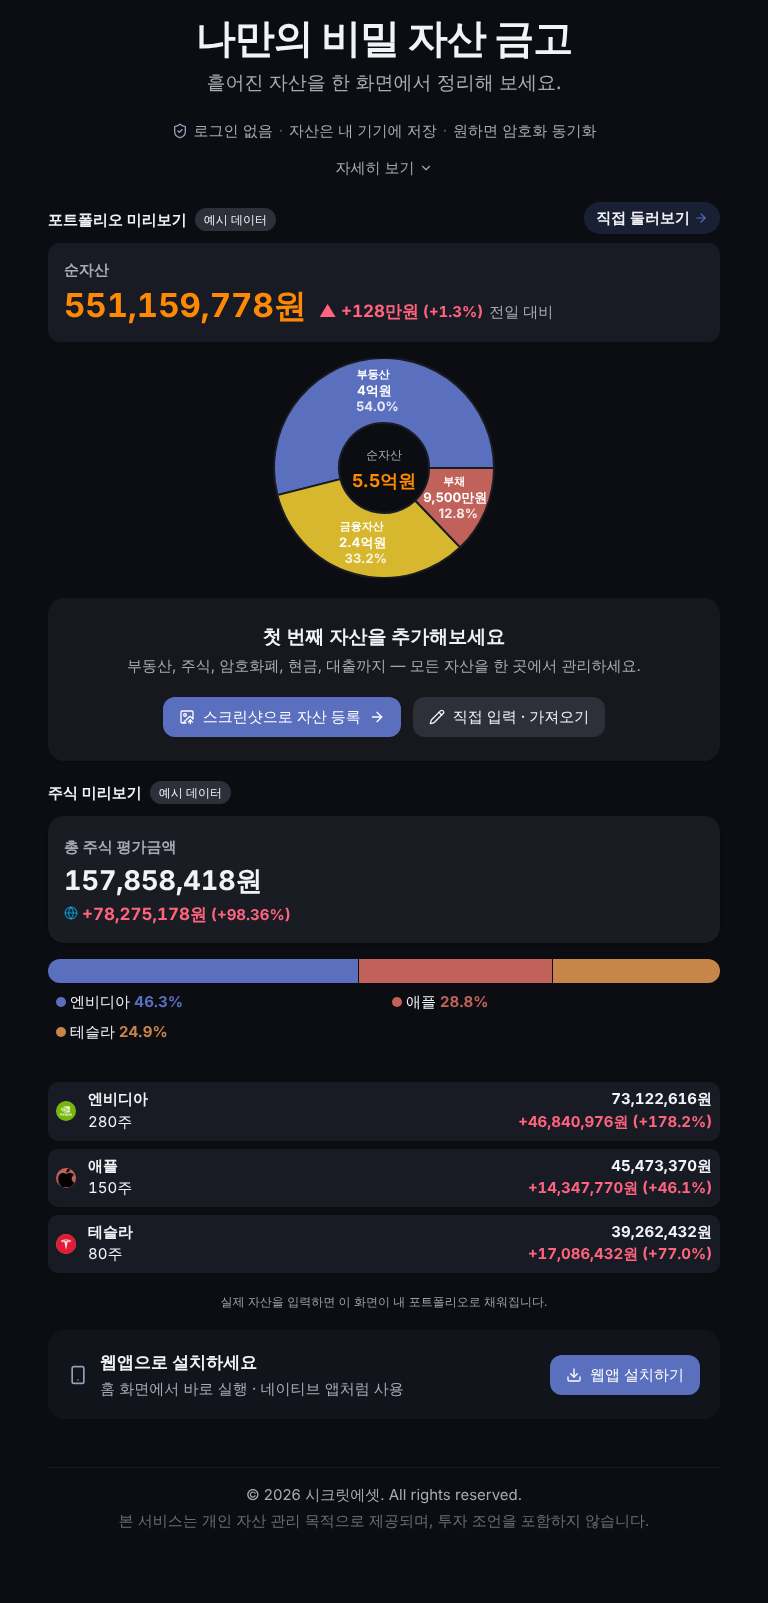 나만의 비밀 자산 금고
흩어진 자산을 한 화면에서 정리해 보세요.
로그인 없음 · 자산은 내 기기에 저장 · 원하면 암호화 동기화
자세히 보기
포트폴리오 미리보기 예시 데이터
직접 둘러보기
순자산
551,159,778원 ▲ +128만원 (+1.3%) 전일 대비
부동산
4억원
54.0%
순자산
5.5억원
부채
9,500만원
12.8%
금융자산
2.4억원
33.2%
첫 번째 자산을 추가해보세요
부동산, 주식, 암호화폐, 현금, 대출까지 — 모든 자산을 한 곳에서 관리하세요.
스크린샷으로 자산 등록
직접 입력 · 가져오기
주식 미리보기 예시 데이터
총 주식 평가금액
157,858,418원
+78,275,178원 (+98.36%)
엔비디아 46.3%
애플 28.8%
테슬라 24.9%
엔비디아
73,122,616원
280주
+46,840,976원 (+178.2%)
애플
45,473,370원
150주
+14,347,770원 (+46.1%)
테슬라
39,262,432원
80주
+17,086,432원 (+77.0%)
실제 자산을 입력하면 이 화면이 내 포트폴리오로 채워집니다.
웹앱으로 설치하세요
홈 화면에서 바로 실행 · 네이티브 앱처럼 사용
웹앱 설치하기
© 2026 시크릿에셋. All rights reserved.
본 서비스는 개인 자산 관리 목적으로 제공되며, 투자 조언을 포함하지 않습니다.